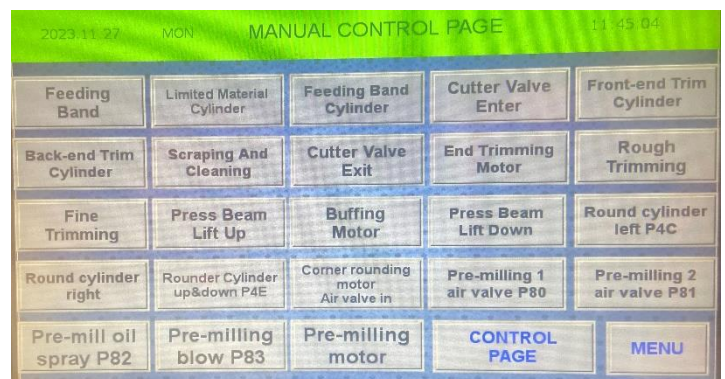 2023.11.27 MON MANUAL CONTROL PAGE 11:45:04
Feeding Band
Limited Material Cylinder
Feeding Band Cylinder
Cutter Valve Enter
Front-end Trim Cylinder
Back-end Trim Cylinder
Scraping And Cleaning
Cutter Valve Exit
End Trimming Motor
Rough Trimming
Fine Trimming
Press Beam Lift Up
Buffing Motor
Press Beam Lift Down
Round cylinder left P4C
Round cylinder right
Rounder Cylinder up&down P4E
Corner rounding motor Air valve in
Pre-milling 1 air valve P80
Pre-milling 2 air valve P81
Pre-mill oil spray P82
Pre-milling blow P83
Pre-milling motor
CONTROL PAGE
MENU